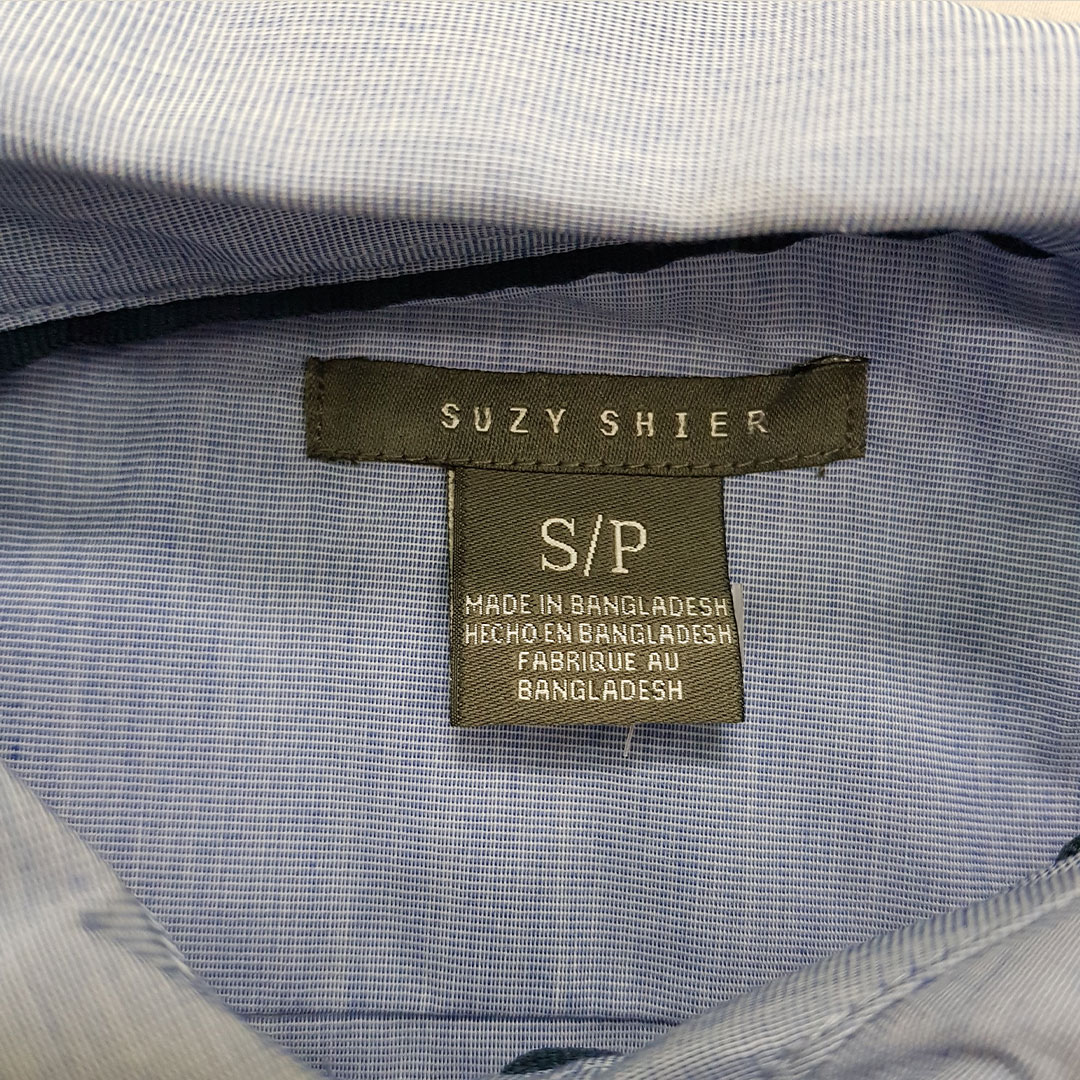 SUZY SHIER
S/P
MADE IN BANGLADESH
HECHO EN BANGLADESH
FABRIQUE AU
BANGLADESH